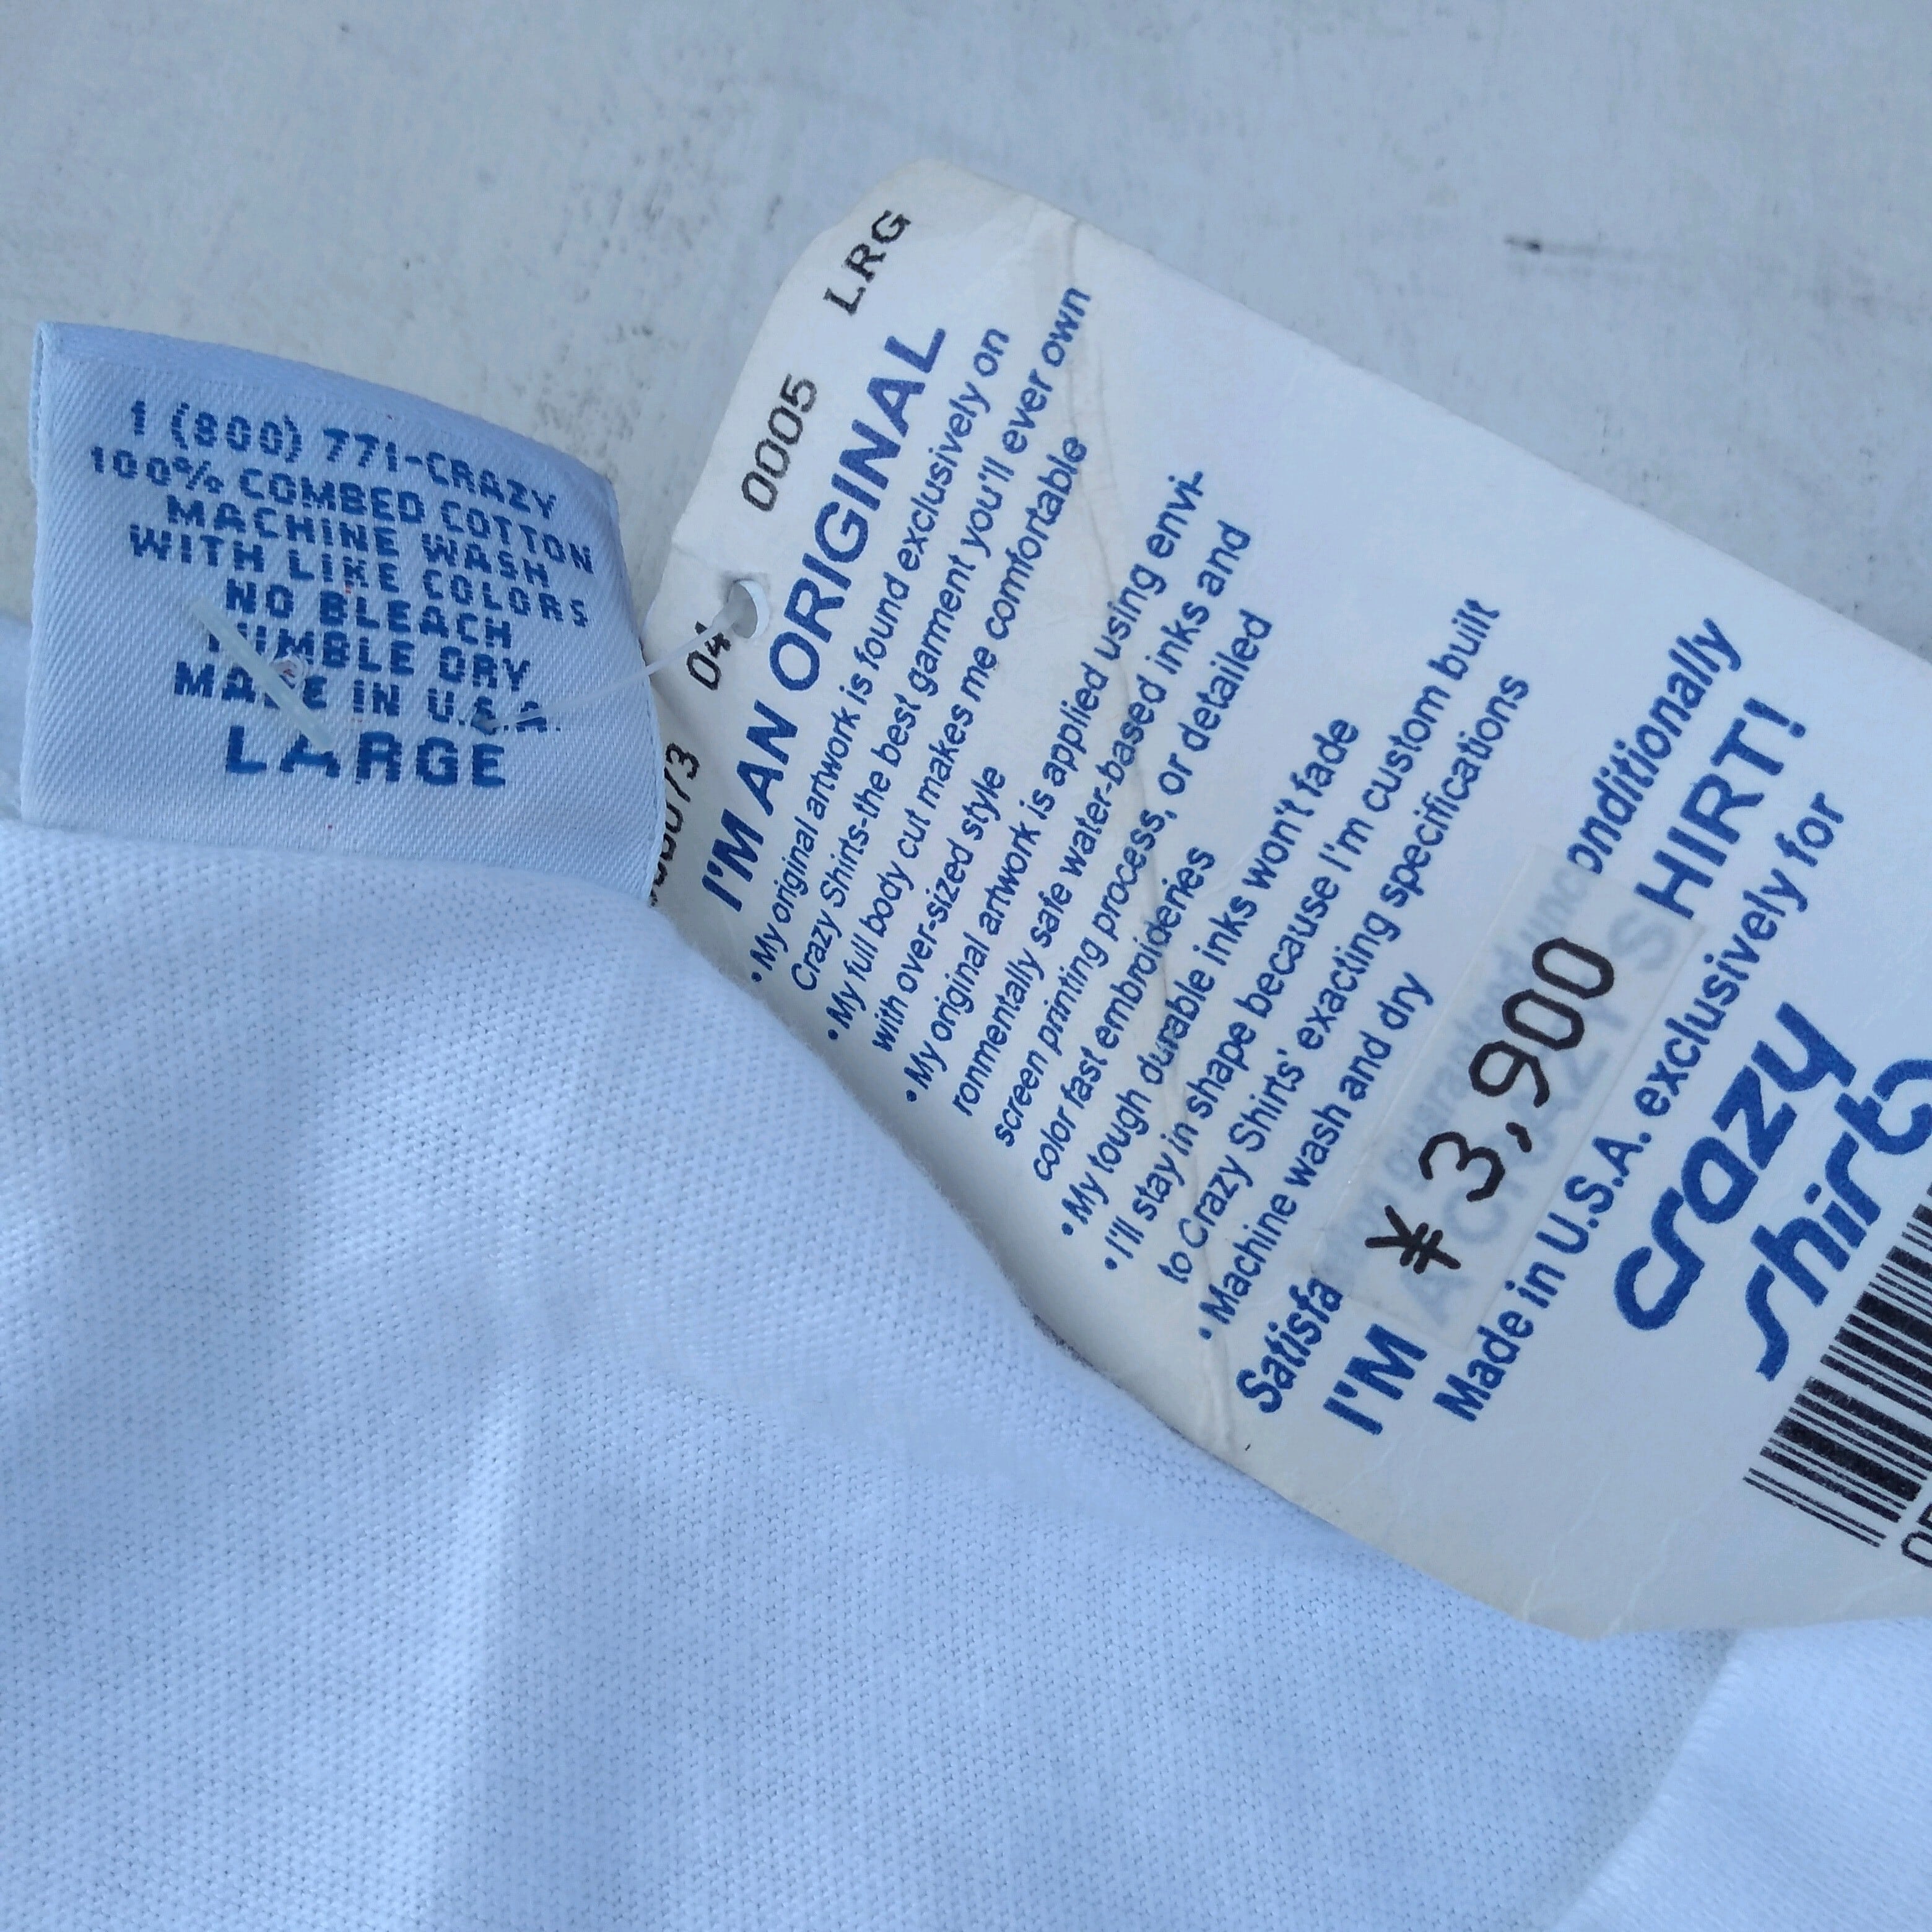 1 (800) 771-CRAZY
100% COMBED COTTON
MACHINE WASH
WITH LIKE COLORS
NO BLEACH
TUMBLE DRY
MADE IN U.S.A.
LARGE
04 0005 LRG
I'M AN ORIGINAL
• My original artwork is found exclusively on
Crazy Shirts-the best garment you'll ever own
• My full body cut makes me comfortable
with over-sized style
• My original artwork is applied using envi-
ronmentally safe water-based inks and
screen printing process, or detailed
color fast embroideries
• My tough durable inks won't fade
• I'll stay in shape because I'm custom built
to Crazy Shirts' exacting specifications
• Machine wash and dry
Satisfaction guaranteed unconditionally
I'M A CRAZY SHIRT!
¥3,900
Made in U.S.A. exclusively for
crazy
shirts